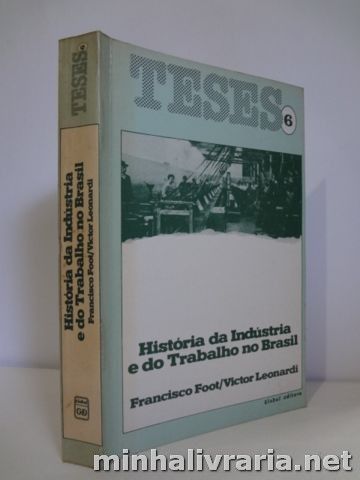 TESES 6
História da Indústria
e do Trabalho no Brasil
Francisco Foot/Victor Leonardi
Global
TESES
6
História da Indústria
e do Trabalho no Brasil
Francisco Foot/Victor Leonardi
Global editora
minhalivraria.net